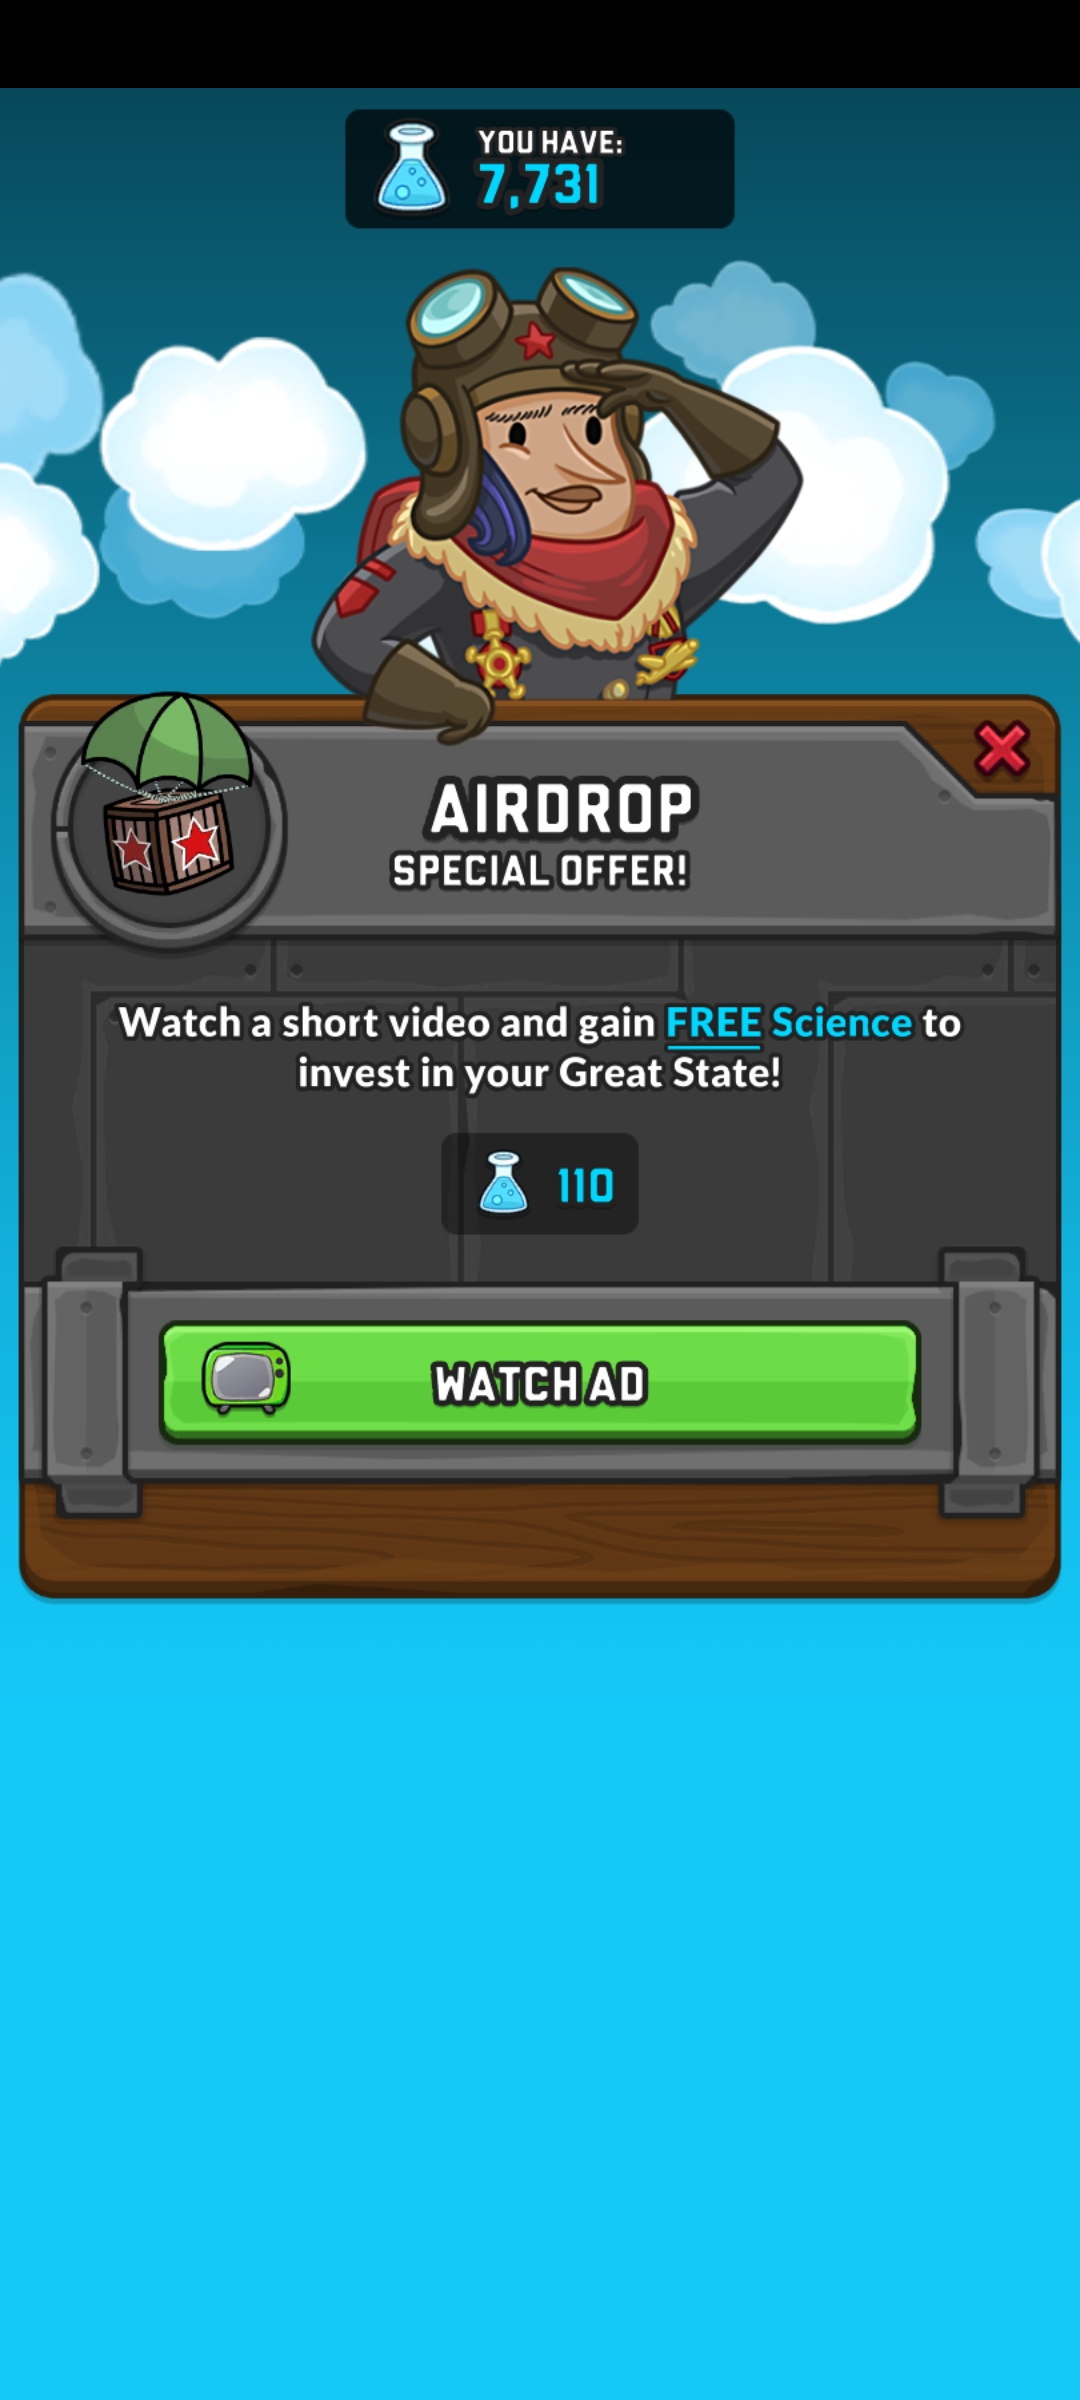 YOU HAVE:
7,731
AIRDROP
SPECIAL OFFER!
Watch a short video and gain FREE Science to
invest in your Great State!
110
WATCH AD